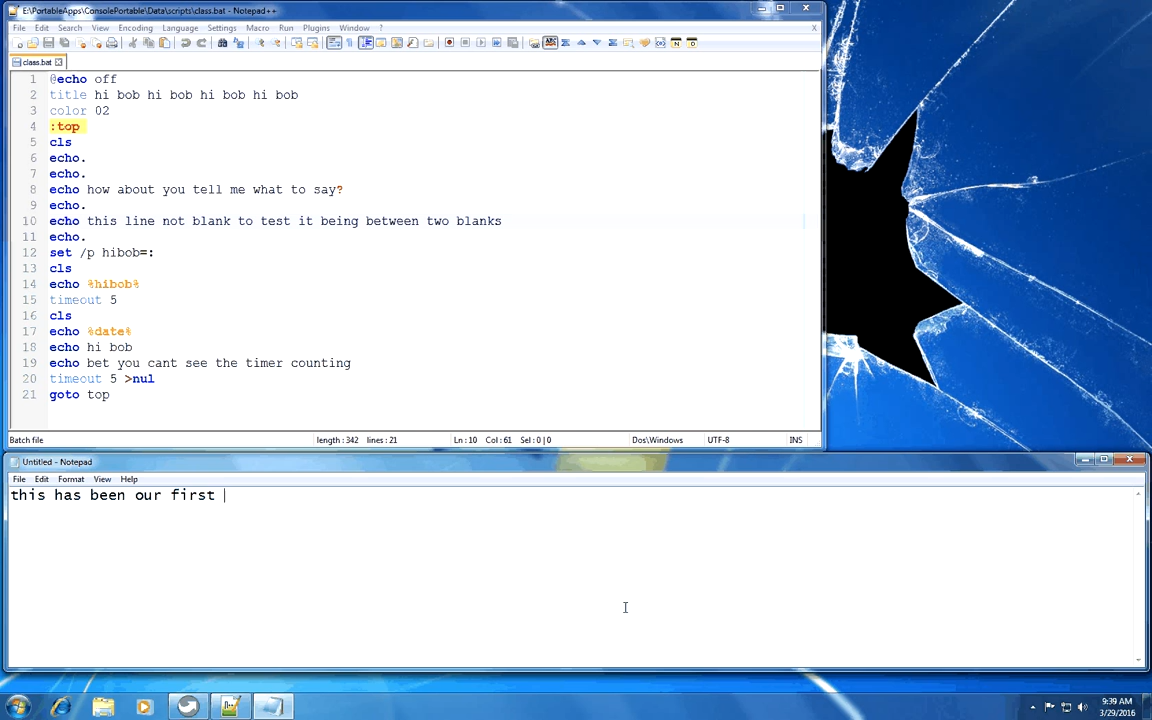 E:\PortableApps\ConsolePortable\Data\scripts\class.bat - Notepad++
File Edit Search View Encoding Language Settings Macro Run Plugins Window ? X
class.bat
1 @echo off
2 title hi bob hi bob hi bob hi bob
3 color 02
4 :top
5 cls
6 echo.
7 echo.
8 echo how about you tell me what to say?
9 echo.
10 echo this line not blank to test it being between two blanks
11 echo.
12 set /p hibob=:
13 cls
14 echo %hibob%
15 timeout 5
16 cls
17 echo %date%
18 echo hi bob
19 echo bet you cant see the timer counting
20 timeout 5 >nul
21 goto top
Batch file length : 342 lines : 21 Ln : 10 Col : 61 Sel : 0 | 0 Dos\Windows UTF-8 INS
Untitled - Notepad
File Edit Format View Help
this has been our first
9:39 AM
3/29/2016